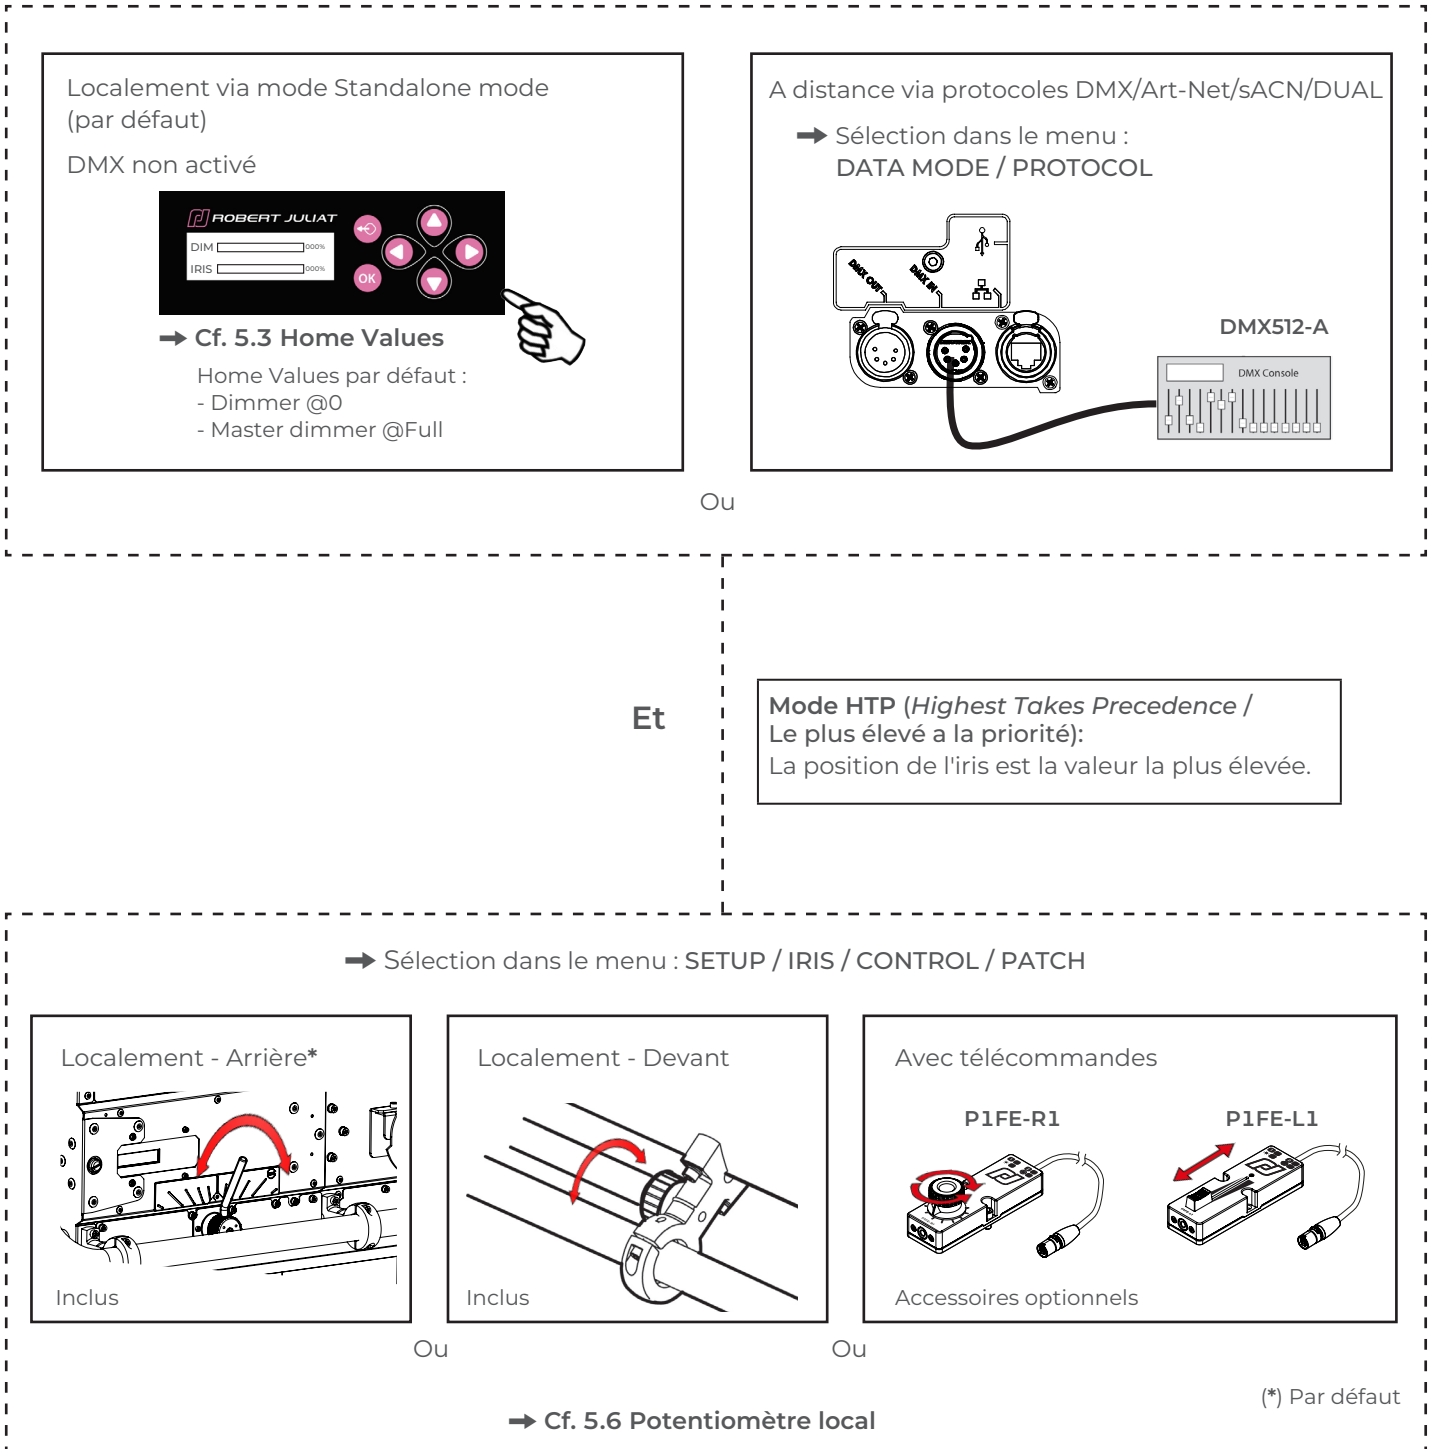 Localement via mode Standalone mode
(par défaut)
DMX non activé
ROBERT JULIAT
DIM 000%
IRIS 000%
OK
Cf. 5.3 Home Values
Home Values par défaut :
- Dimmer @0
- Master dimmer @Full
A distance via protocoles DMX/Art-Net/sACN/DUAL
Sélection dans le menu :
DATA MODE / PROTOCOL
DMX OUT
DMX IN
DMX512-A
DMX Console
Ou
Et
Mode HTP (Highest Takes Precedence /
Le plus élevé a la priorité):
La position de l'iris est la valeur la plus élevée.
Sélection dans le menu : SETUP / IRIS / CONTROL / PATCH
Localement - Arrière*
Inclus
Ou
Localement - Devant
Inclus
Ou
Avec télécommandes
P1FE-R1
P1FE-L1
Accessoires optionnels
(*) Par défaut
Cf. 5.6 Potentiomètre local